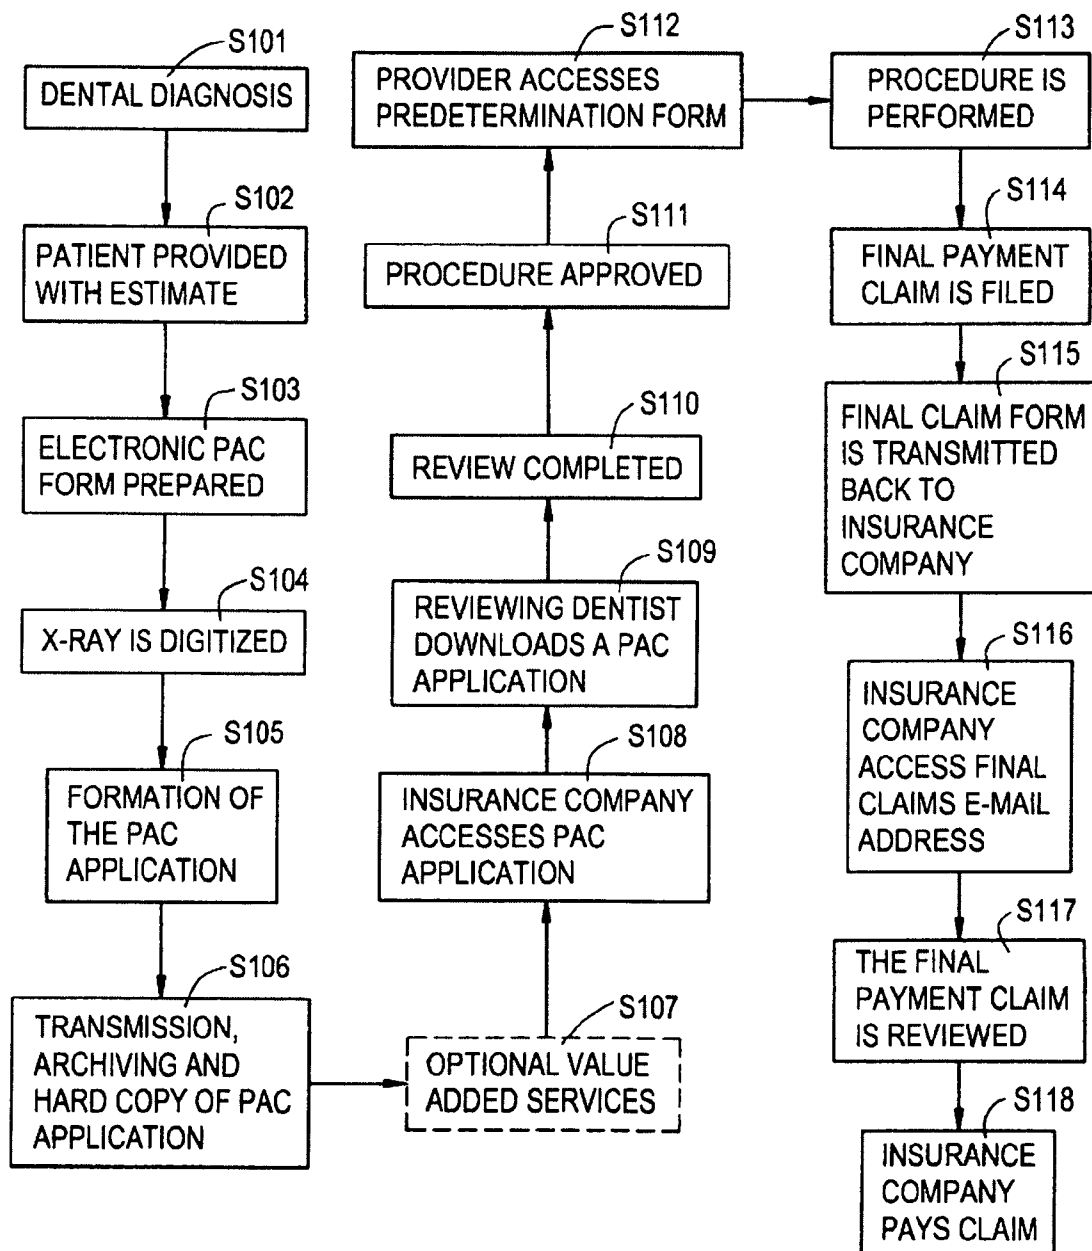 S101
DENTAL DIAGNOSIS
S102
PATIENT PROVIDED
WITH ESTIMATE
S103
ELECTRONIC PAC
FORM PREPARED
S104
X-RAY IS DIGITIZED
S105
FORMATION OF
THE PAC
APPLICATION
S106
TRANSMISSION,
ARCHIVING AND
HARD COPY OF PAC
APPLICATION
S107
OPTIONAL VALUE
ADDED SERVICES
S108
INSURANCE COMPANY
ACCESSES PAC
APPLICATION
S109
REVIEWING DENTIST
DOWNLOADS A PAC
APPLICATION
S110
REVIEW COMPLETED
S111
PROCEDURE APPROVED
S112
PROVIDER ACCESSES
PREDETERMINATION FORM
S113
PROCEDURE IS
PERFORMED
S114
FINAL PAYMENT
CLAIM IS FILED
S115
FINAL CLAIM FORM
IS TRANSMITTED
BACK TO
INSURANCE
COMPANY
S116
INSURANCE
COMPANY
ACCESS FINAL
CLAIMS E-MAIL
ADDRESS
S117
THE FINAL
PAYMENT CLAIM
IS REVIEWED
S118
INSURANCE
COMPANY
PAYS CLAIM